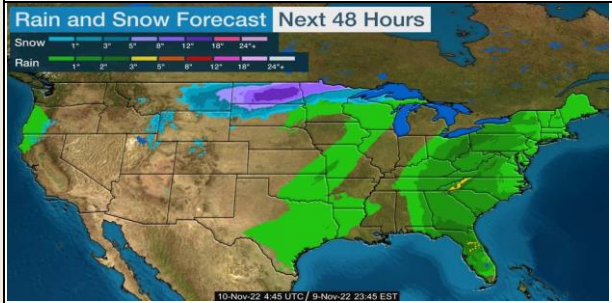 Rain and Snow Forecast Next 48 Hours
Snow
1" 3" 5" 8" 12" 18" 24"+
Rain
1" 2" 3" 5" 8" 12" 18" 24"+
10-Nov-22 4:45 UTC / 9-Nov-22 23:45 EST